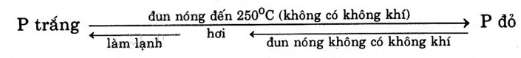 đun nóng đến 250°C (không có không khí)
P trắng hơi P đỏ
làm lạnh đun nóng không có không khí